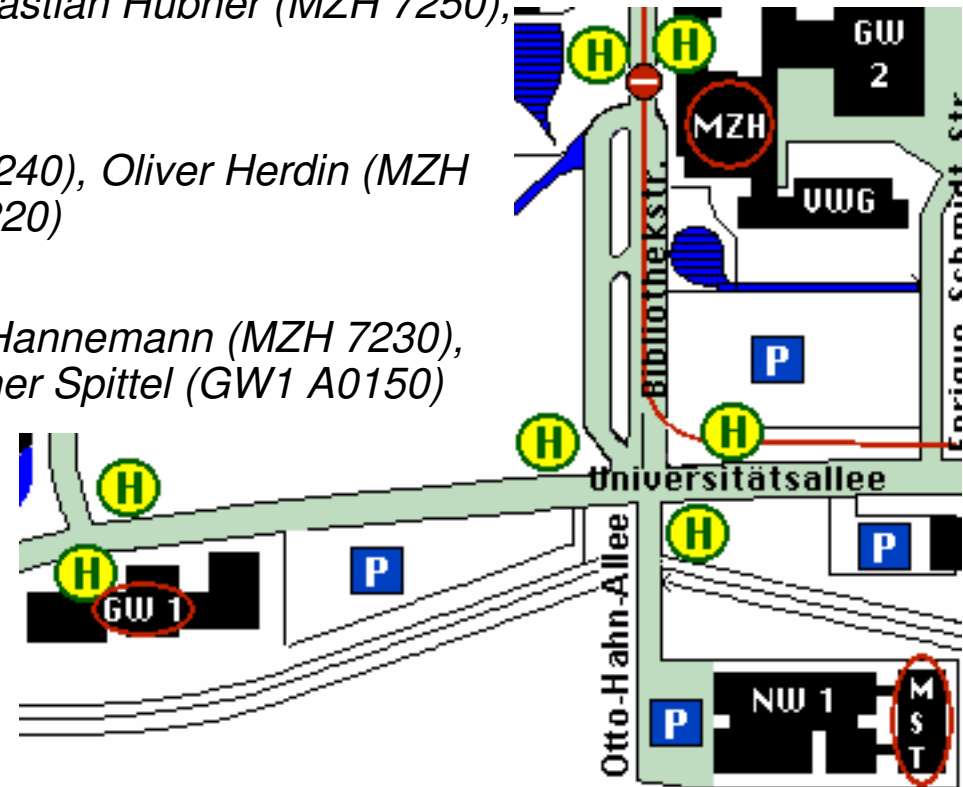 astian Hübner (MZH 7250),
240), Oliver Herdin (MZH
220)
Hannemann (MZH 7230),
ner Spittel (GW1 A0150)
H
H
GW
2
MZH
VWG
Bibliothekstr.
Enrique Schmidt Str.
P
H
H
Universitätsallee
H
H
H
P
P
GW 1
Otto-Hahn-Allee
P
NW 1
M
S
T